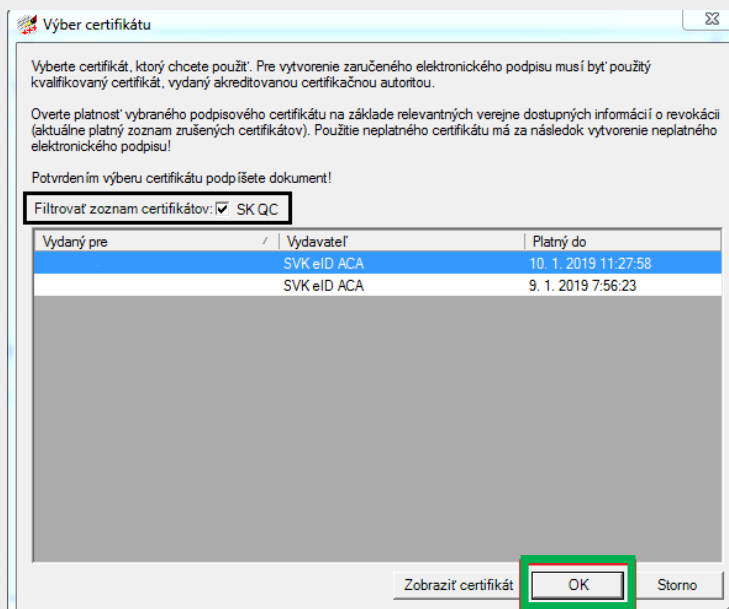 Výber certifikátu
Vyberte certifikát, ktorý chcete použiť. Pre vytvorenie zaručeného elektronického podpisu musí byť použitý
kvalifikovaný certifikát, vydaný akreditovanou certifikačnou autoritou.
Overte platnosť vybraného podpisového certifikátu na základe relevantných verejne dostupných informácií o revokácii
(aktuálne platný zoznam zrušených certifikátov). Použitie neplatného certifikátu má za následok vytvorenie neplatného
elektronického podpisu!
Potvrdením výberu certifikátu podpíšete dokument!
Filtrovať zoznam certifikátov: SK QC
Vydaný pre Vydavateľ Platný do
SVK eID ACA 10. 1. 2019 11:27:58
SVK eID ACA 9. 1. 2019 7:56:23
Zobraziť certifikát OK Storno